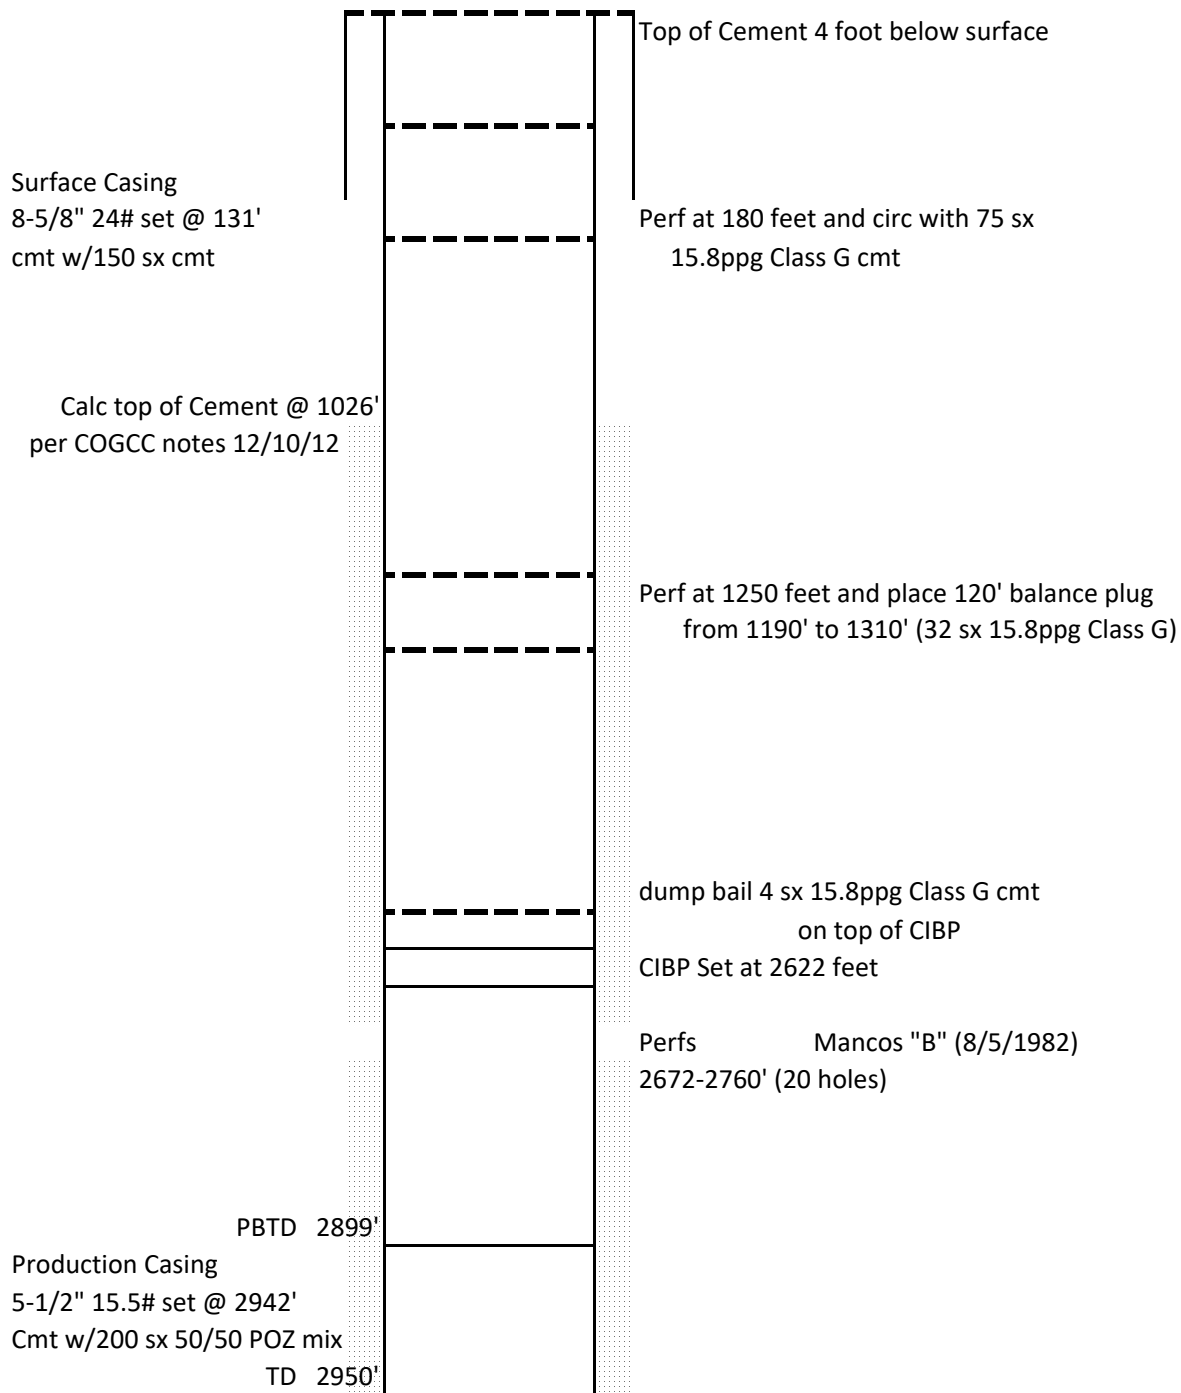 Top of Cement 4 foot below surface
Surface Casing
8-5/8" 24# set @ 131'
cmt w/150 sx cmt
Perf at 180 feet and circ with 75 sx
15.8ppg Class G cmt
Calc top of Cement @ 1026'
per COGCC notes 12/10/12
Perf at 1250 feet and place 120' balance plug
from 1190' to 1310' (32 sx 15.8ppg Class G)
dump bail 4 sx 15.8ppg Class G cmt
on top of CIBP
CIBP Set at 2622 feet
Perfs Mancos "B" (8/5/1982)
2672-2760' (20 holes)
PBTD 2899'
Production Casing
5-1/2" 15.5# set @ 2942'
Cmt w/200 sx 50/50 POZ mix
TD 2950'